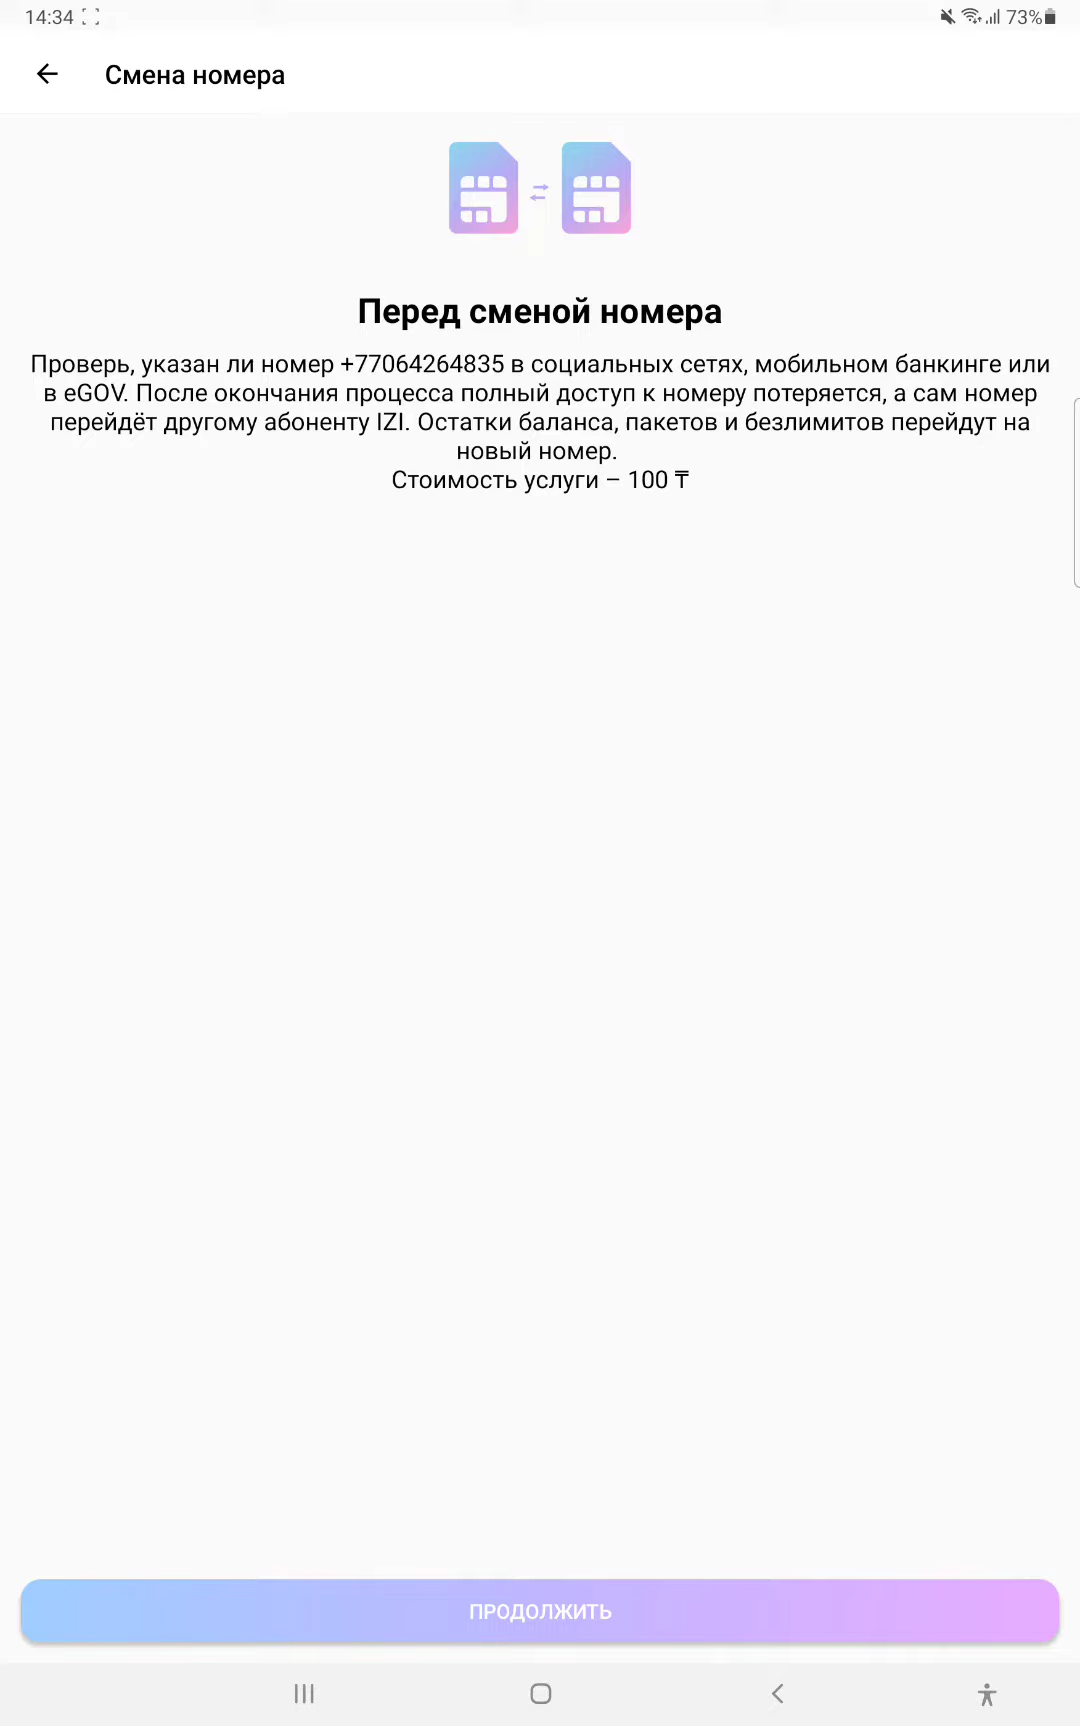 14:34
73%
Смена номера
Перед сменой номера
Проверь, указан ли номер +77064264835 в социальных сетях, мобильном банкинге или
в eGOV. После окончания процесса полный доступ к номеру потеряется, а сам номер
перейдёт другому абоненту IZI. Остатки баланса, пакетов и безлимитов перейдут на
новый номер.
Стоимость услуги – 100 ₸
ПРОДОЛЖИТЬ